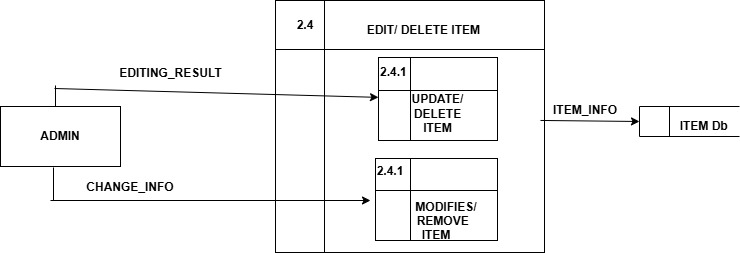 2.4
EDIT/ DELETE ITEM
EDITING_RESULT
2.4.1
UPDATE/
DELETE
ITEM
ITEM_INFO
ITEM Db
ADMIN
CHANGE_INFO
2.4.1
MODIFIES/
REMOVE
ITEM